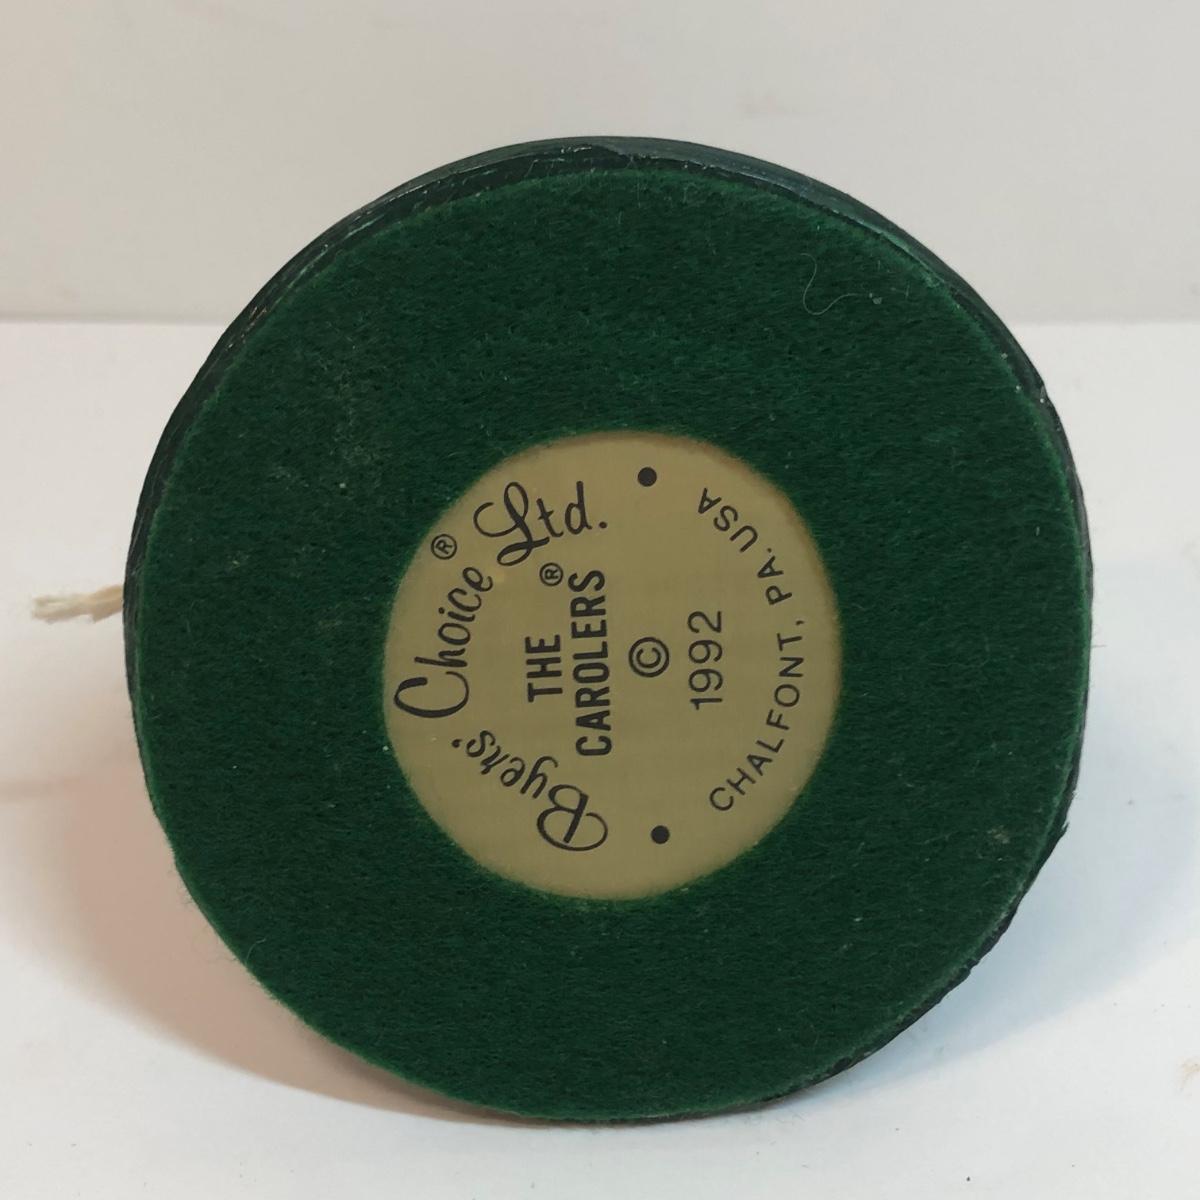 Byers' Choice® Ltd.
THE
CAROLERS®
©
1992
CHALFONT, PA. USA